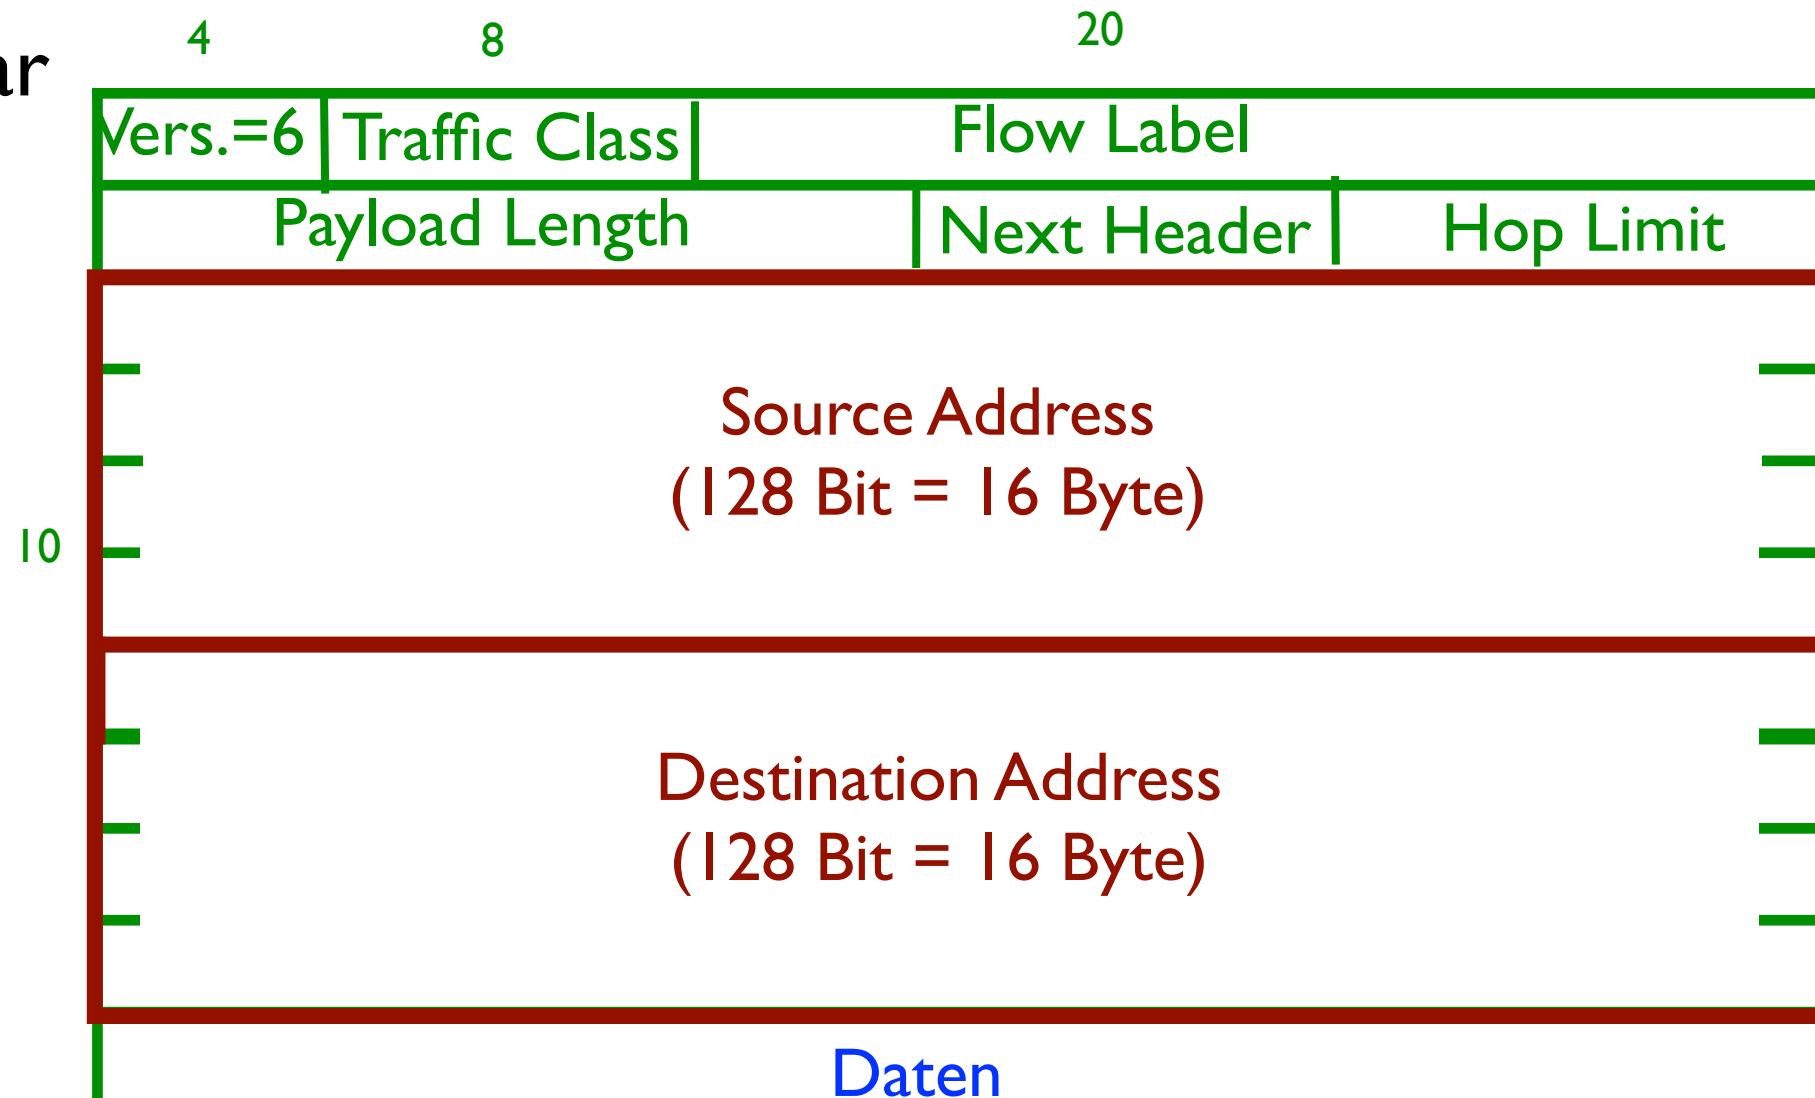 4 8 20
ar
Vers.=6 Traffic Class Flow Label
Payload Length Next Header Hop Limit
Source Address
(128 Bit = 16 Byte)
10
Destination Address
(128 Bit = 16 Byte)
Daten